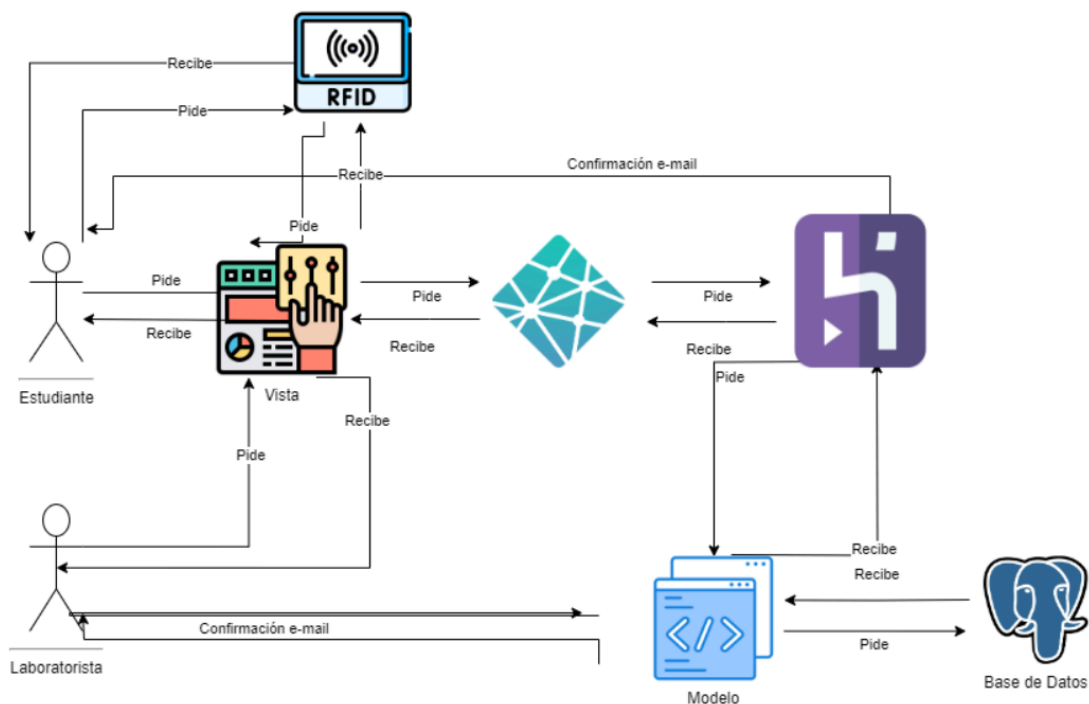 Recibe
RFID
Pide
Confirmación e-mail
Recibe
Pide
Pide
Pide
Pide
Recibe
Recibe
Recibe
Pide
Estudiante
Vista
Recibe
Pide
Recibe
Recibe
Confirmación e-mail
Pide
Laboratorista
Base de Datos
Modelo